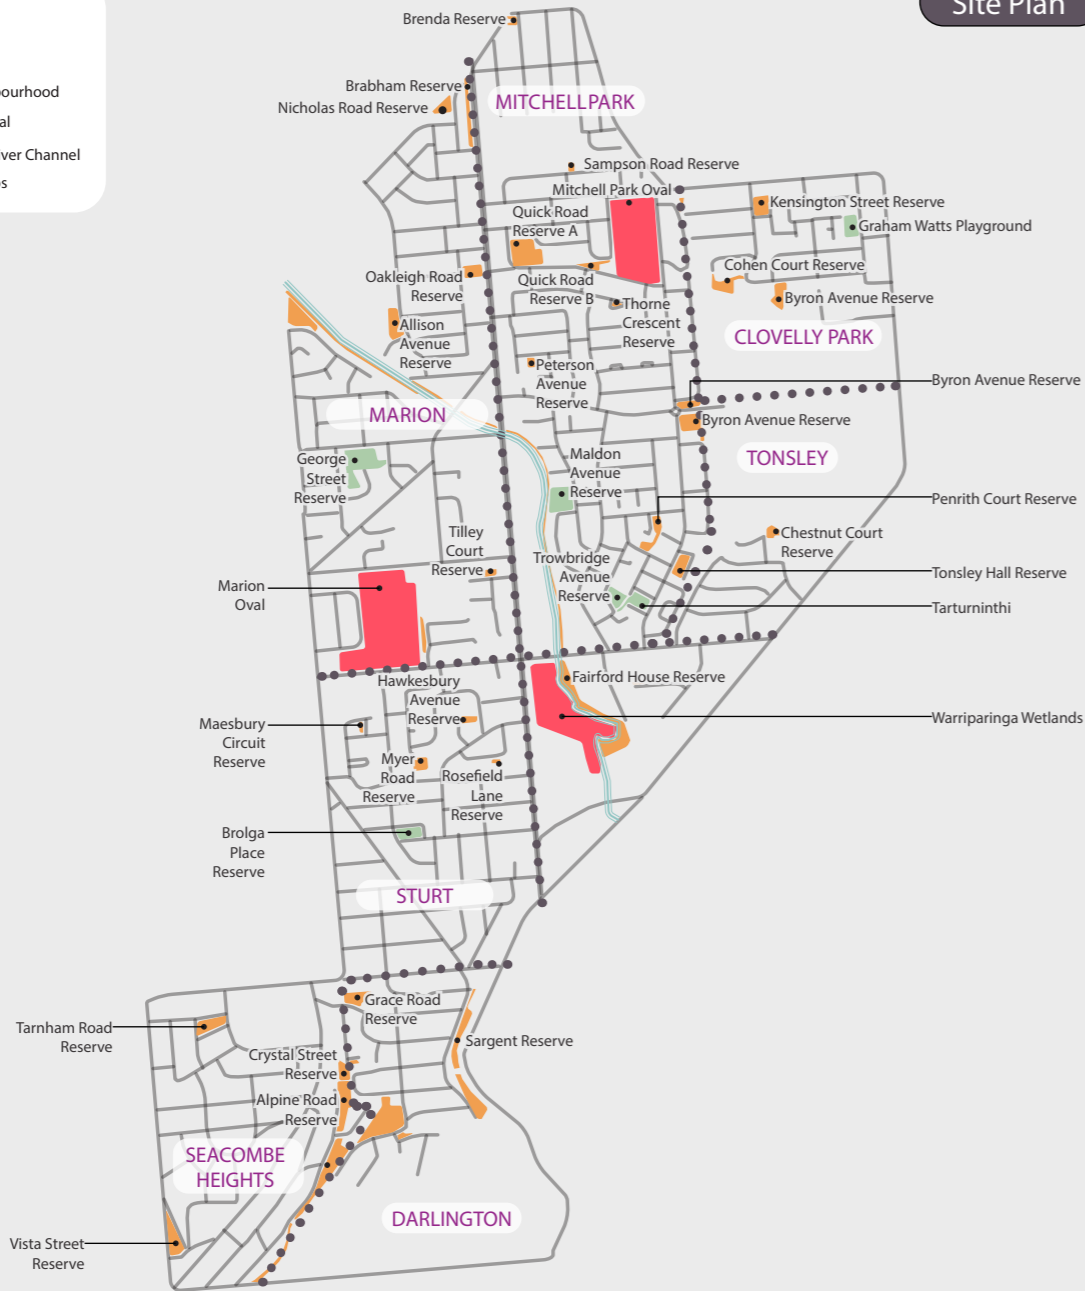 Site Plan
Brenda Reserve
Brabham Reserve
Nicholas Road Reserve
MITCHELL PARK
Sampson Road Reserve
Mitchell Park Oval
Kensington Street Reserve
Graham Watts Playground
Quick Road
Reserve A
Cohen Court Reserve
Oakleigh Road
Reserve
Quick Road
Reserve B
Byron Avenue Reserve
Thorne
Crescent
Reserve
Allison
Avenue
Reserve
CLOVELLY PARK
Peterson
Avenue
Reserve
Byron Avenue Reserve
MARION
Byron Avenue Reserve
TONSLEY
George
Street
Reserve
Maldon
Avenue
Reserve
Penrith Court Reserve
Tilley
Court
Reserve
Chestnut Court
Reserve
Trowbridge
Avenue
Reserve
Tonsley Hall Reserve
Marion
Oval
Tarturninthi
Hawkesbury
Avenue
Reserve
Fairford House Reserve
Maesbury
Circuit
Reserve
Warriparinga Wetlands
Myer
Road
Reserve
Rosefield
Lane
Reserve
Brolga
Place
Reserve
STURT
Grace Road
Reserve
Tarnham Road
Reserve
Sargent Reserve
Crystal Street
Reserve
Alpine Road
Reserve
SEACOMBE
HEIGHTS
DARLINGTON
Vista Street
Reserve